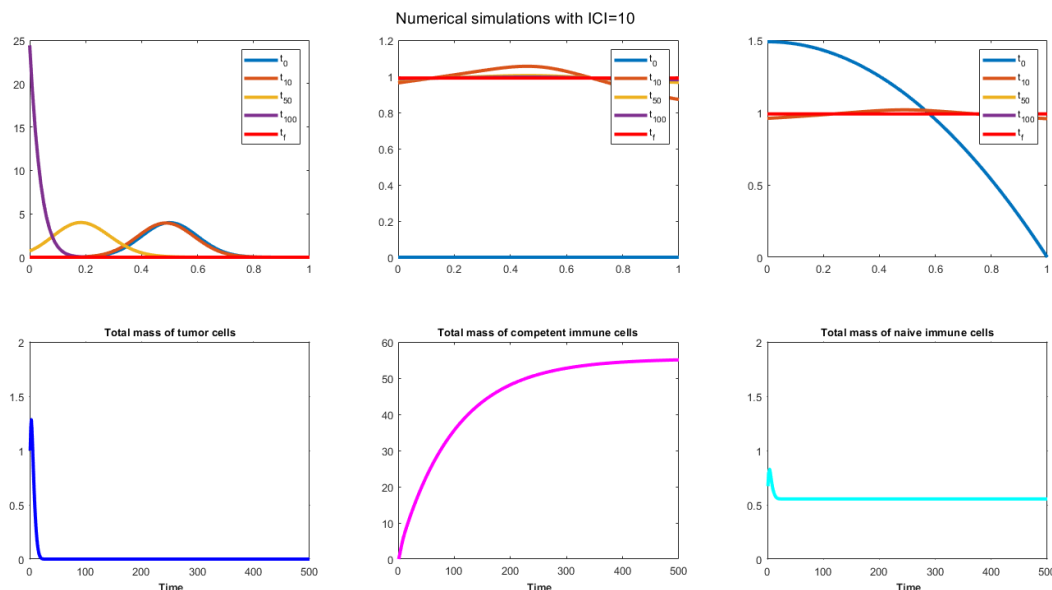 Numerical simulations with ICI=10
25
20
15
10
5
0
0 0.2 0.4 0.6 0.8 1
t0
t10
t50
t100
tf
1.2
1
0.8
0.6
0.4
0.2
0
0 0.2 0.4 0.6 0.8 1
t0
t10
t50
t100
tf
1.5
1
0.5
0
0 0.2 0.4 0.6 0.8 1
t0
t10
t50
t100
tf
Total mass of tumor cells
2
1.5
1
0.5
0
0 100 200 300 400 500
Time
Total mass of competent immune cells
60
50
40
30
20
10
0
0 100 200 300 400 500
Time
Total mass of naive immune cells
2
1.5
1
0.5
0
0 100 200 300 400 500
Time